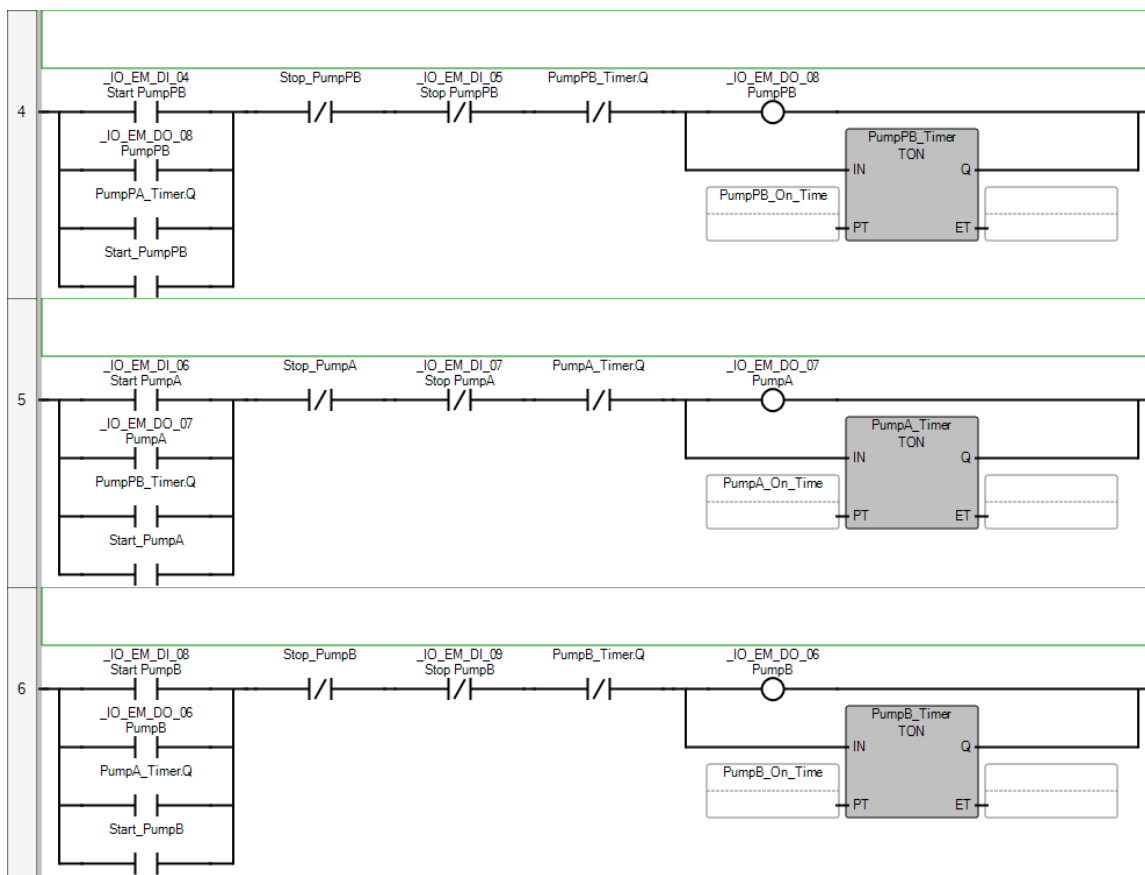 _IO_EM_DI_04
Start PumpPB
Stop_PumpPB
_IO_EM_DI_05
Stop PumpPB
PumpPB_Timer.Q
_IO_EM_DO_08
PumpPB
4
_IO_EM_DO_08
PumpPB
PumpPA_Timer.Q
Start_PumpPB
PumpPB_Timer
TON
IN
Q
PumpPB_On_Time
PT
ET
_IO_EM_DI_06
Start PumpA
Stop_PumpA
_IO_EM_DI_07
Stop PumpA
PumpA_Timer.Q
_IO_EM_DO_07
PumpA
5
_IO_EM_DO_07
PumpA
PumpPB_Timer.Q
Start_PumpA
PumpA_Timer
TON
IN
Q
PumpA_On_Time
PT
ET
_IO_EM_DI_08
Start PumpB
Stop_PumpB
_IO_EM_DI_09
Stop PumpB
PumpB_Timer.Q
_IO_EM_DO_06
PumpB
6
_IO_EM_DO_06
PumpB
PumpA_Timer.Q
Start_PumpB
PumpB_Timer
TON
IN
Q
PumpB_On_Time
PT
ET